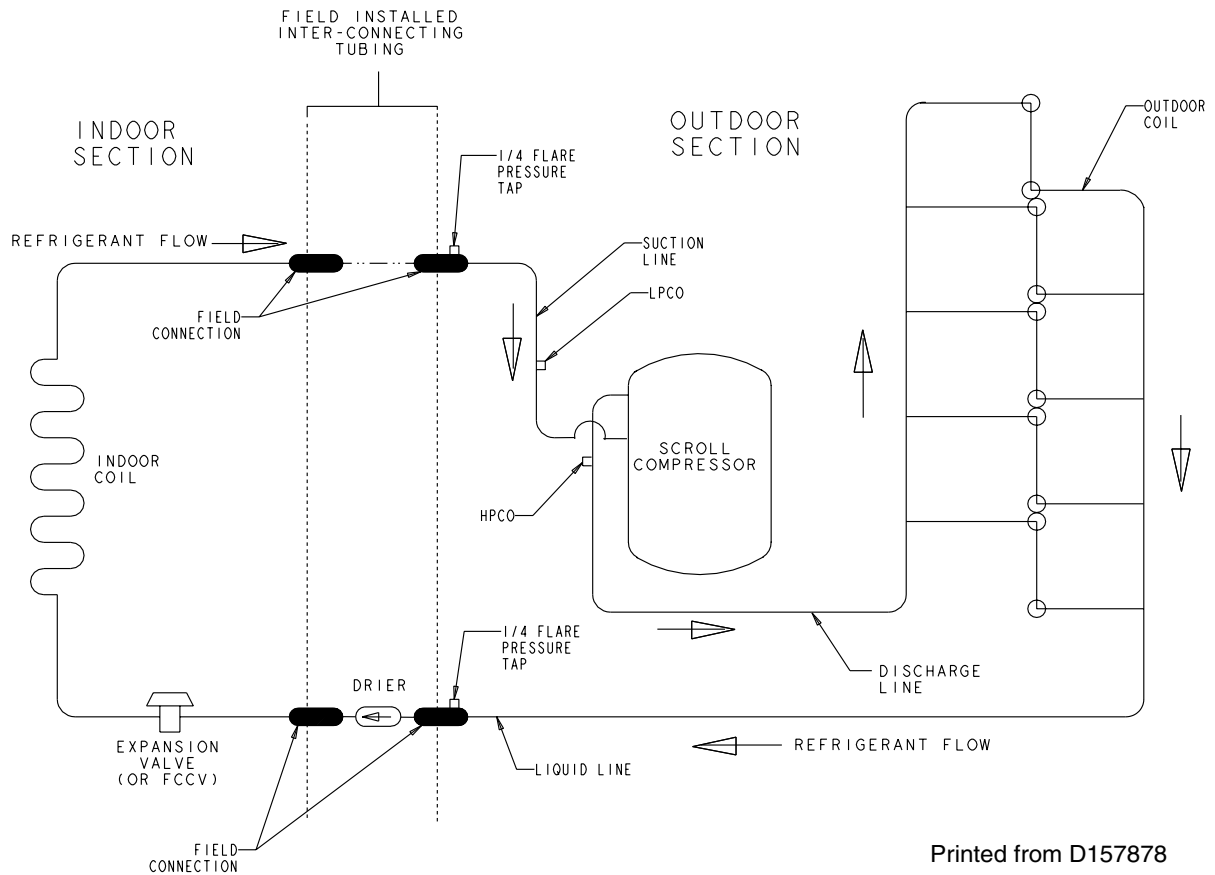 FIELD INSTALLED
INTER-CONNECTING
TUBING
INDOOR
SECTION
OUTDOOR
SECTION
OUTDOOR
COIL
1/4 FLARE
PRESSURE
TAP
REFRIGERANT FLOW
SUCTION
LINE
LPCO
FIELD
CONNECTION
INDOOR
COIL
SCROLL
COMPRESSOR
HPCO
1/4 FLARE
PRESSURE
TAP
DISCHARGE
LINE
DRIER
EXPANSION
VALVE
(OR FCCV)
LIQUID LINE
REFRIGERANT FLOW
FIELD
CONNECTION
Printed from D157878